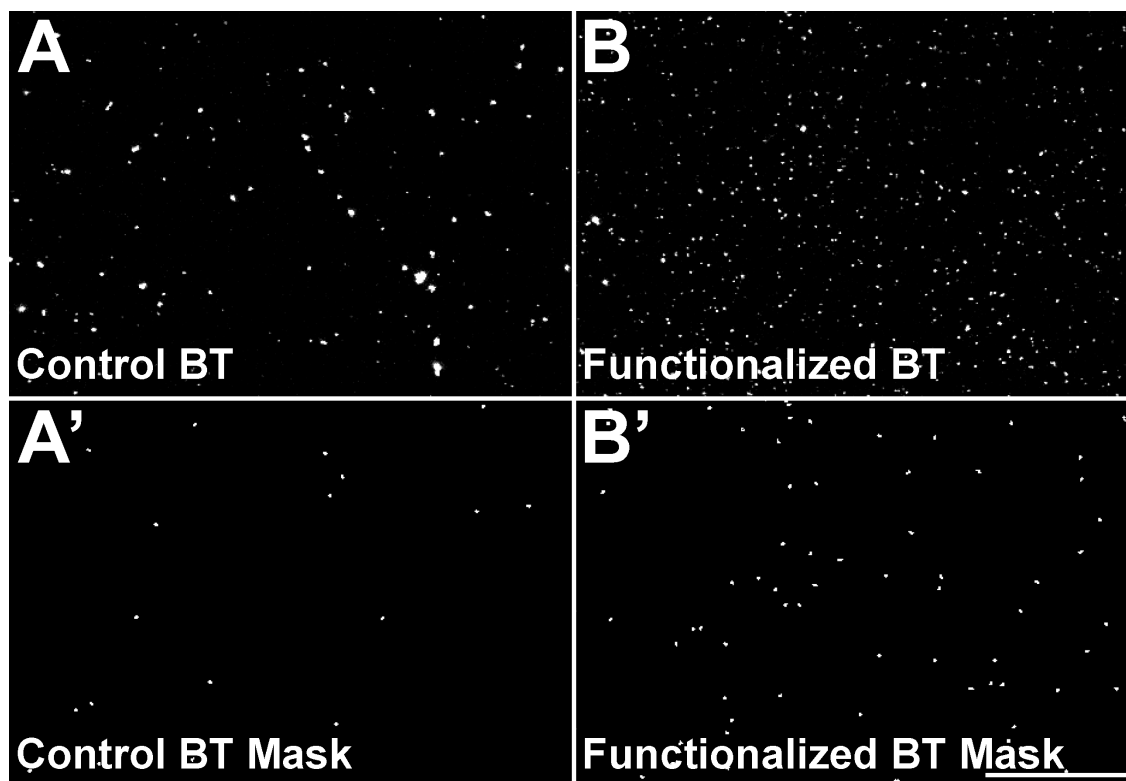 A
Control BT
B
Functionalized BT
A’
Control BT Mask
B’
Functionalized BT Mask